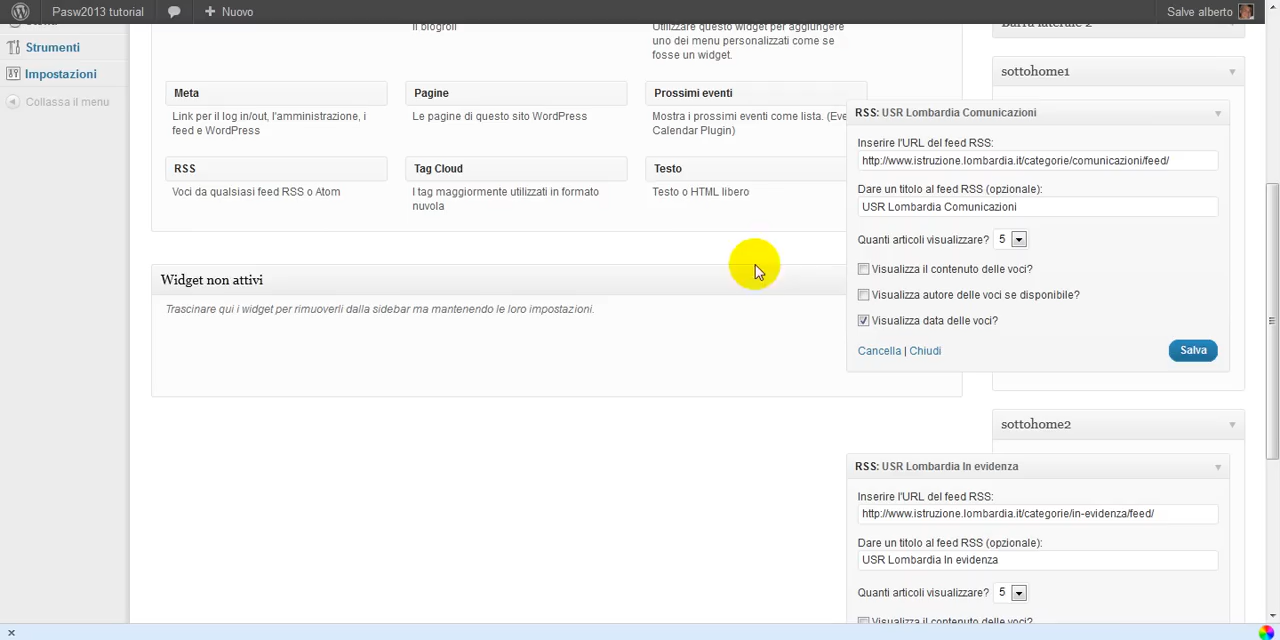 Pasw2013 tutorial
Nuovo
Salve alberto
Strumenti
Impostazioni
Collassa il menu
Il blogroll
Utilizzare questo widget per aggiungere
uno dei menu personalizzati come se
fosse un widget.
Meta
Link per il log in/out, l'amministrazione, i
feed e WordPress
Pagine
Le pagine di questo sito WordPress
Prossimi eventi
Mostra i prossimi eventi come lista. (Eve
Calendar Plugin)
RSS
Voci da qualsiasi feed RSS o Atom
Tag Cloud
I tag maggiormente utilizzati in formato
nuvola
Testo
Testo o HTML libero
Widget non attivi
Trascinare qui i widget per rimuoverli dalla sidebar ma mantenendo le loro impostazioni.
Barra laterale 2
sottohome1
RSS: USR Lombardia Comunicazioni
Inserire l'URL del feed RSS:
http://www.istruzione.lombardia.it/categorie/comunicazioni/feed/
Dare un titolo al feed RSS (opzionale):
USR Lombardia Comunicazioni
Quanti articoli visualizzare? 5
Visualizza il contenuto delle voci?
Visualizza autore delle voci se disponibile?
Visualizza data delle voci?
Cancella | Chiudi
Salva
sottohome2
RSS: USR Lombardia In evidenza
Inserire l'URL del feed RSS:
http://www.istruzione.lombardia.it/categorie/in-evidenza/feed/
Dare un titolo al feed RSS (opzionale):
USR Lombardia In evidenza
Quanti articoli visualizzare? 5
Visualizza il contenuto delle voci?